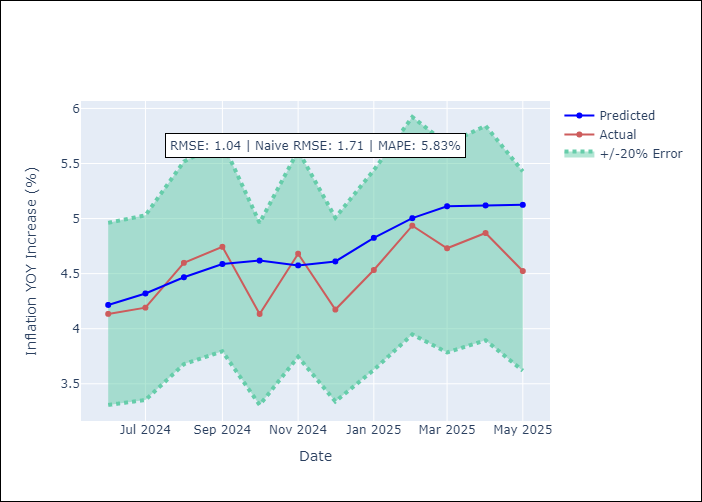 RMSE: 1.04 | Naive RMSE: 1.71 | MAPE: 5.83%
Predicted
Actual
+/-20% Error
Inflation YOY Increase (%)
6
5.5
5
4.5
4
3.5
Jul 2024
Sep 2024
Nov 2024
Jan 2025
Mar 2025
May 2025
Date